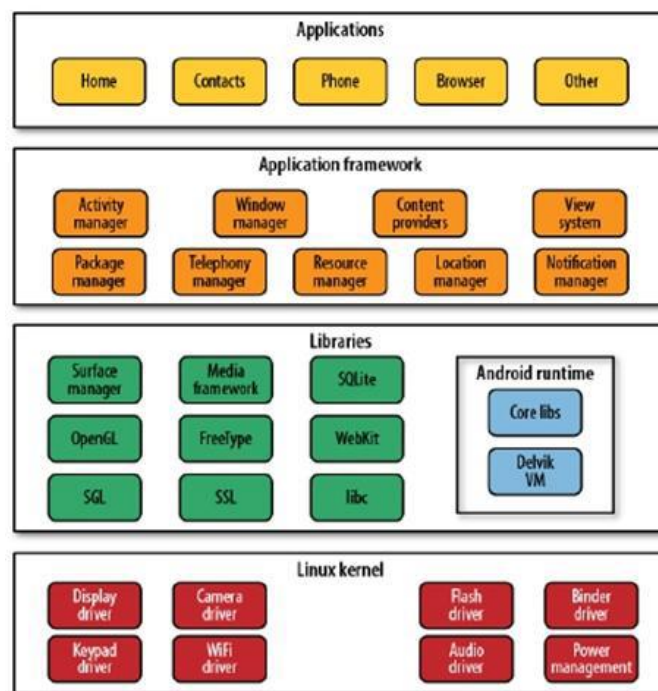 Applications
Home Contacts Phone Browser Other
Application framework
Activity manager
Window manager
Content providers
View system
Package manager
Telephony manager
Resource manager
Location manager
Notification manager
Libraries
Surface manager
Media framework
SQLite
OpenGL
FreeType
WebKit
SGL
SSL
libc
Android runtime
Core libs
Delvik VM
Linux kernel
Display driver
Camera driver
Flash driver
Binder driver
Keypad driver
WiFi driver
Audio driver
Power management